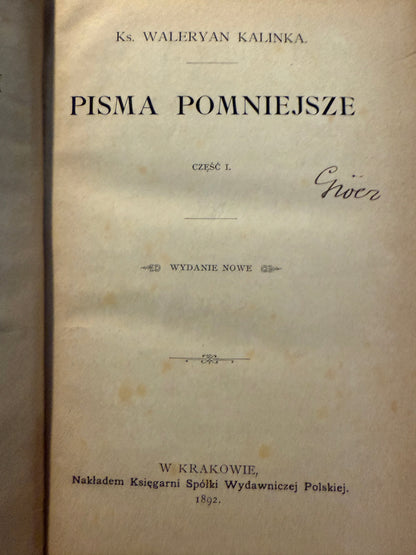 Ks. WALERYAN KALINKA.
PISMA POMNIEJSZE
CZĘŚĆ I.
WYDANIE NOWE
W KRAKOWIE,
Nakładem Księgarni Spółki Wydawniczej Polskiej.
1892.